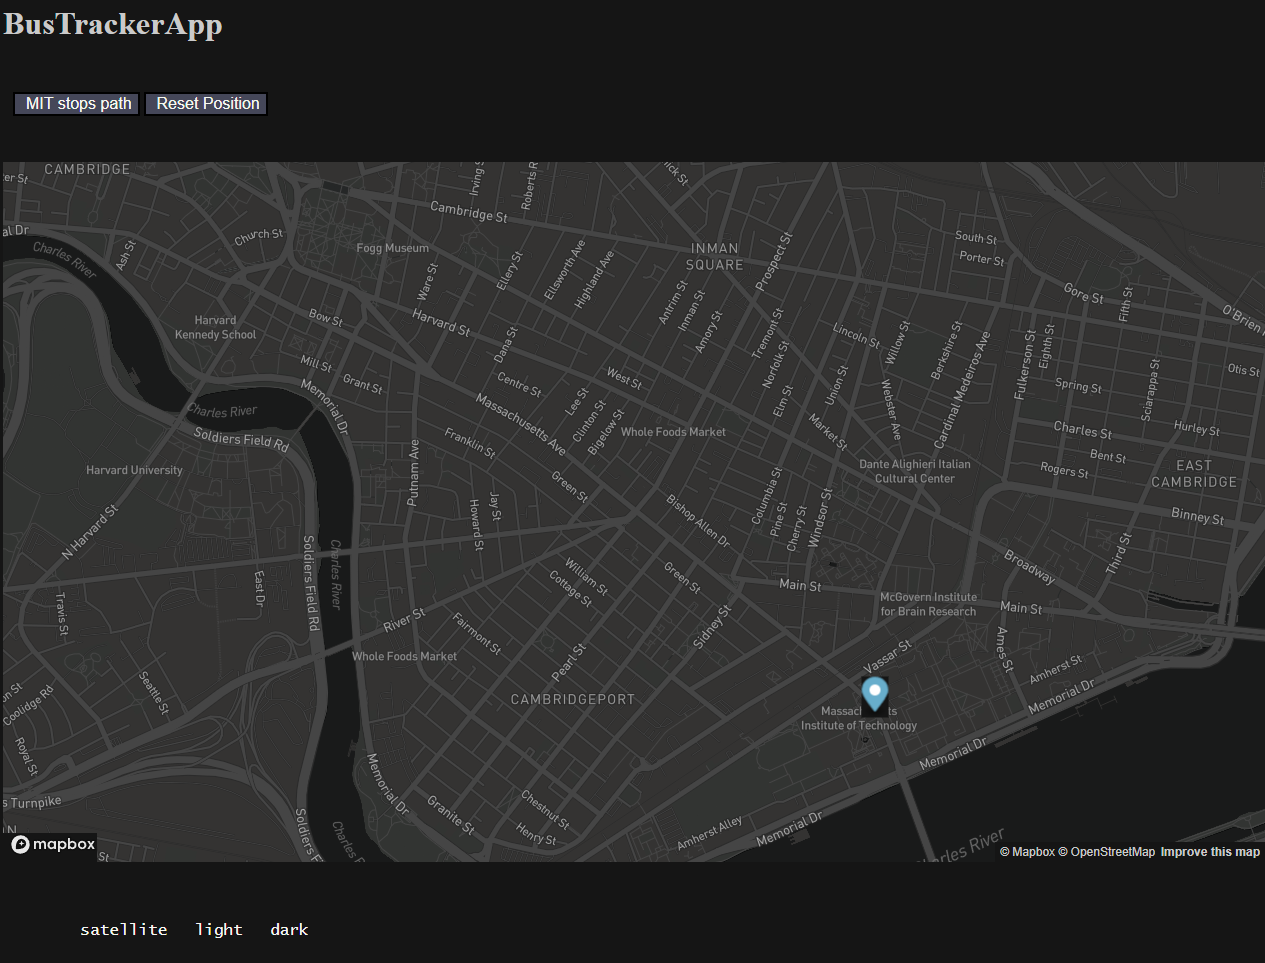 BusTrackerApp
MIT stops path
Reset Position
CAMBRIDGE
Irving S
Roberts R
Cambridge St
al Dr
Charles River
Ash St
Church St
Fogg Museum
Ware St
Ellery St
Ellsworth Ave
Highland Ave
INMAN
SQUARE
Prospect St
South St
Porter St
Gore St
Fifth St
O'Brien
Harvard
Kennedy School
Bow St
Harvard St
Dana St
Antrim St
Inman St
Amory St
Tremont St
Norfolk St
Lincoln St
Willow St
Berkshire St
Cardinal Medeiros Ave
Fulkerson St
Eighth St
Sciarappa St
Otis St
Mill St
Grant St
Memorial Dr
Centre St
West St
Lee St
Clinton St
Bigelow St
Elm St
Union St
Webster Ave
Spring St
Charles River
Soldiers Field Rd
Massachusetts Ave
Whole Foods Market
Market St
Charles St
Hurley St
Bent St
Rogers St
EAST
CAMBRIDGE
Harvard University
Putnam Ave
Franklin St
Green St
Dante Alighieri Italian
Cultural Center
Columbia St
Pine St
Cherry St
Windsor St
Bishop Allen Dr
Jay St
Howard St
Binney St
N Harvard St
Soldiers Field Rd
Charles River
Third St
Broadway
East Dr
Travis St
William St
Cottage St
Green St
Main St
McGovern Institute
for Brain Research
Main St
River St
Fairmont St
Sidney St
Whole Foods Market
Pearl St
Vassar St
Ames St
Amherst St
Memorial Dr
Seattle St
Coolidge Rd
Royal St
CAMBRIDGEPORT
Institute of Technology
Memorial Dr
Memorial Dr
s Turnpike
Granite St
Chestnut St
Henry St
Amherst Alley
Memorial Dr
Soldiers F
Charles R
harles River
mapbox
© Mapbox © OpenStreetMap Improve this map
satellite light dark